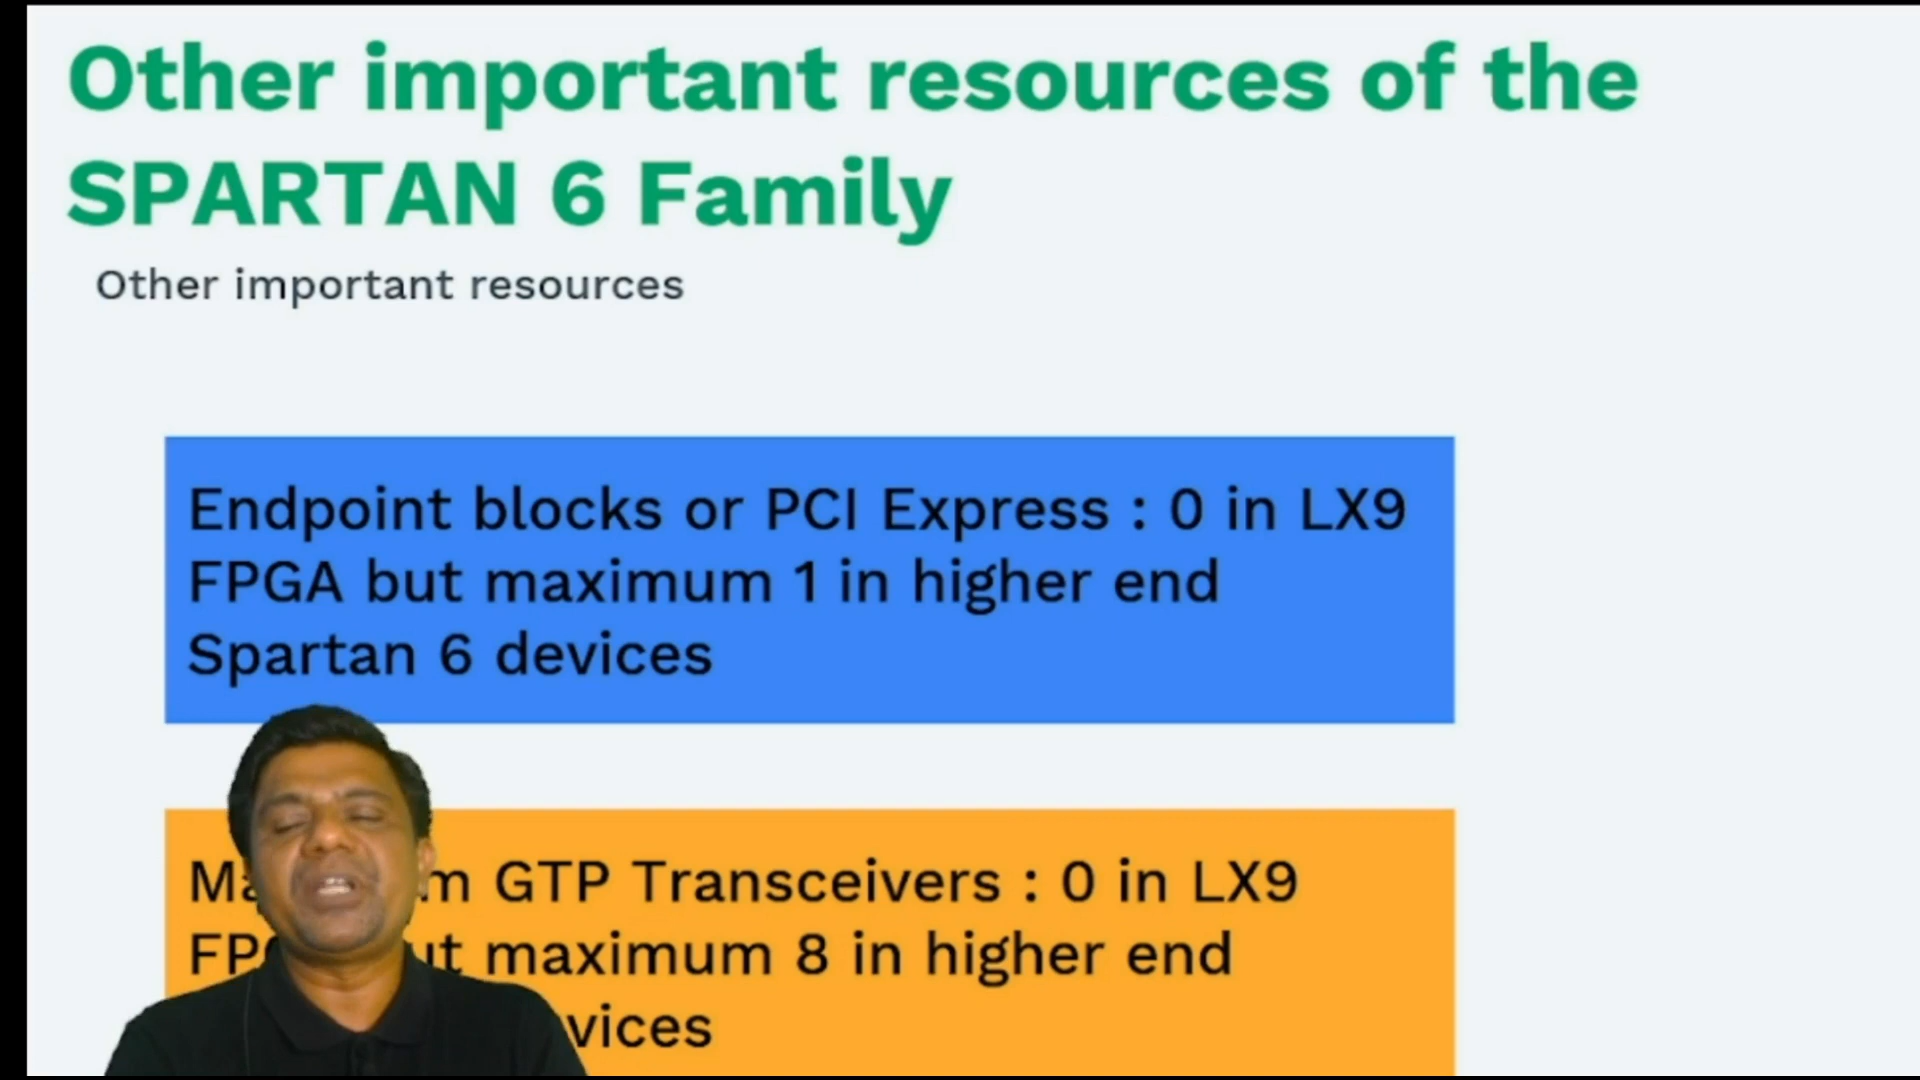 Other important resources of the
SPARTAN 6 Family
Other important resources
Endpoint blocks or PCI Express : 0 in LX9
FPGA but maximum 1 in higher end
Spartan 6 devices
GTP Transceivers : 0 in LX9
maximum 8 in higher end